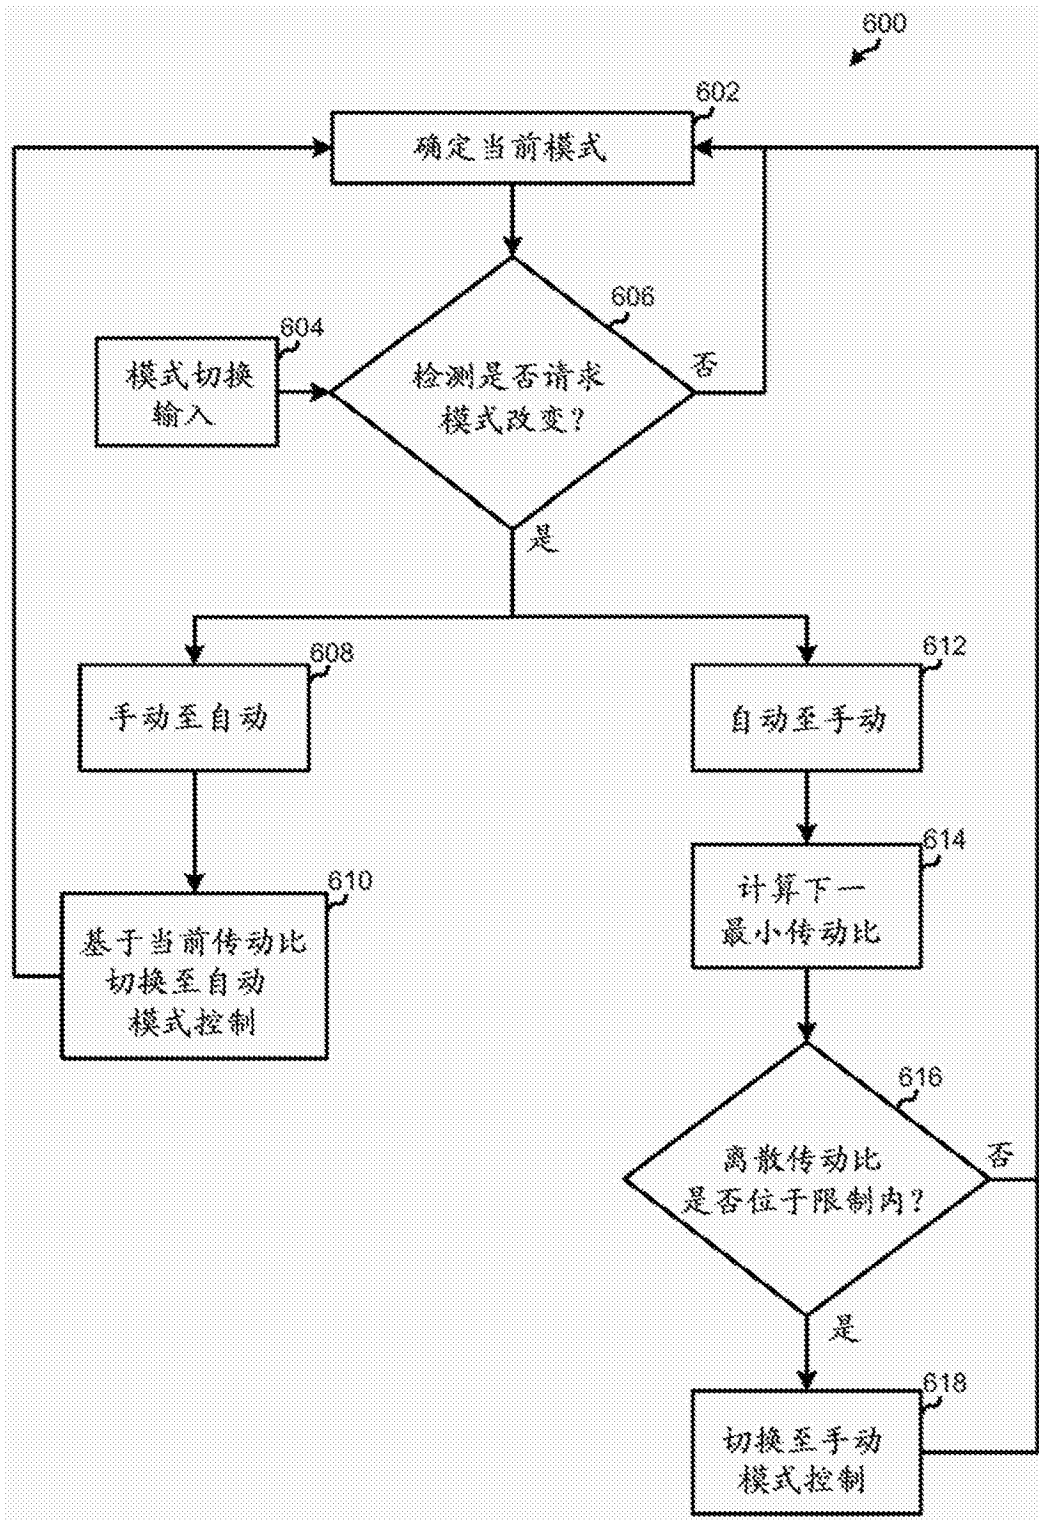 600
602
确定当前模式
604
模式切换
输入
606
检测是否请求
模式改变?
否
是
608
手动至自动
612
自动至手动
610
基于当前传动比
切换至自动
模式控制
614
计算下一
最小传动比
616
离散传动比
是否位于限制内?
否
是
618
切换至手动
模式控制